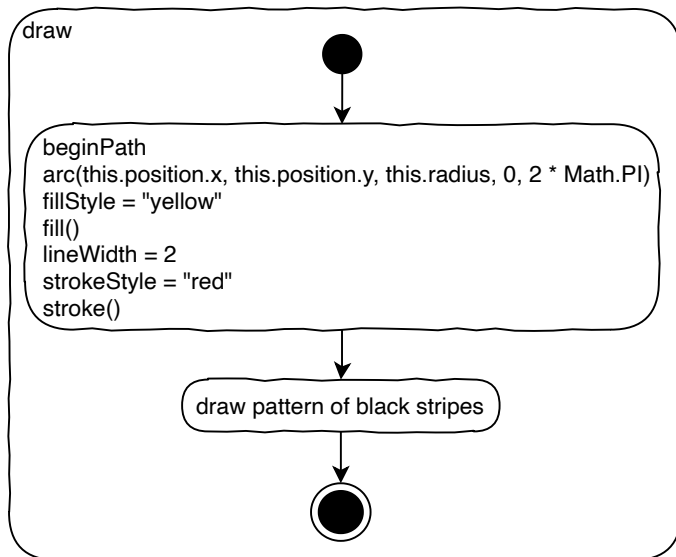 draw
beginPath
arc(this.position.x, this.position.y, this.radius, 0, 2 * Math.PI)
fillStyle = "yellow"
fill()
lineWidth = 2
strokeStyle = "red"
stroke()
draw pattern of black stripes